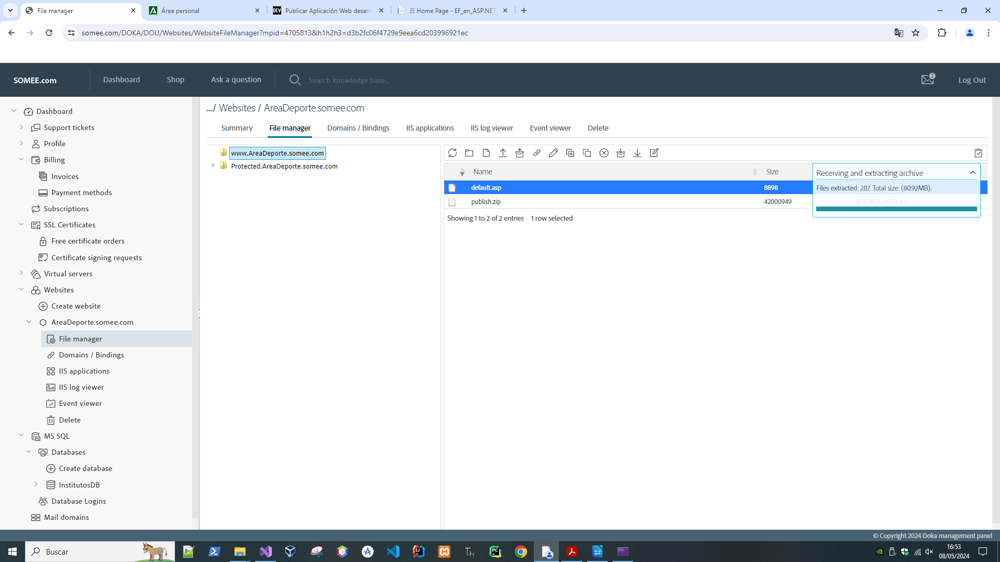 File manager
Área personal
DEV Publicar Aplicación Web desarro
Home Page - EF_en_ASP.NET
somee.com/DOKA/DOU/Websites/WebsiteFileManager?mpid=4705813&h1h2h3=d3b2fc06f4729e9eea6cd203996921ec
SOMEE.com
Dashboard
Shop
Ask a question
Search knowledge base...
2
Log Out
Dashboard
Support tickets
Profile
Billing
Invoices
Payment methods
Subscriptions
SSL Certificates
Free certificate orders
Certificate signing requests
Virtual servers
Websites
Create website
AreaDeporte.somee.com
File manager
Domains / Bindings
IIS applications
IIS log viewer
Event viewer
Delete
MS SQL
Databases
Create database
InstitutosDB
Database Logins
Mail domains
.../ Websites / AreaDeporte.somee.com
Summary
File manager
Domains / Bindings
IIS applications
IIS log viewer
Event viewer
Delete
www.AreaDeporte.somee.com
Protected.AreaDeporte.somee.com
Name
Size
default.asp
8898
publish.zip
42000949
8/5/2024, 16:50:43
Showing 1 to 2 of 2 entries 1 row selected
Receiving and extracting archive
Files extracted: 287. Total size: (80.92MB).
© Copyright 2024 Doka management panel
Buscar
Th
PC
16:53
08/05/2024